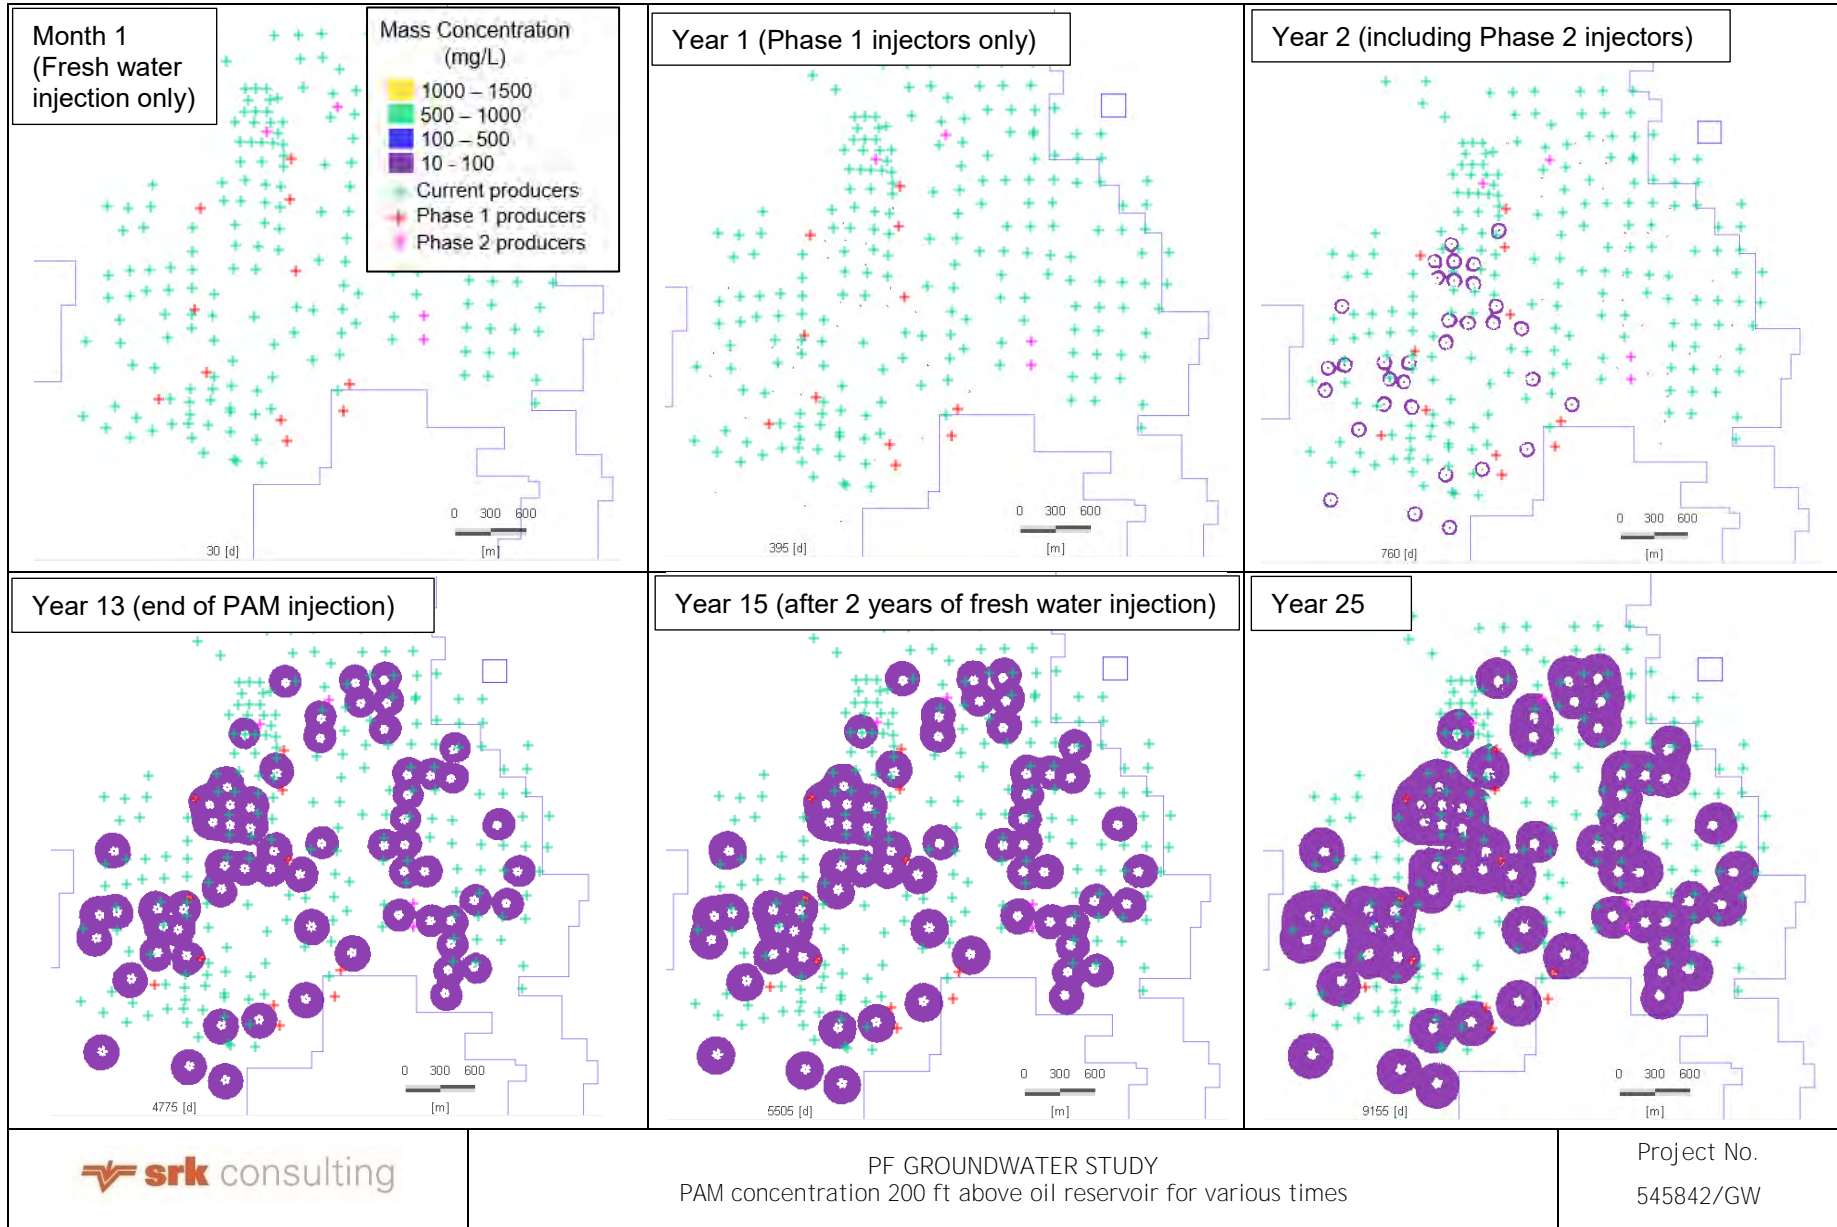 Month 1
(Fresh water
injection only)
Mass Concentration
(mg/L)
1000 – 1500
500 – 1000
100 – 500
10 - 100
Current producers
Phase 1 producers
Phase 2 producers
0 300 600
[m]
30 [d]
Year 1 (Phase 1 injectors only)
0 300 600
[m]
395 [d]
Year 2 (including Phase 2 injectors)
0 300 600
[m]
760 [d]
Year 13 (end of PAM injection)
0 300 600
[m]
4775 [d]
Year 15 (after 2 years of fresh water injection)
0 300 600
[m]
5505 [d]
Year 25
0 300 600
[m]
9155 [d]
srk consulting
PF GROUNDWATER STUDY
PAM concentration 200 ft above oil reservoir for various times
Project No.
545842/GW